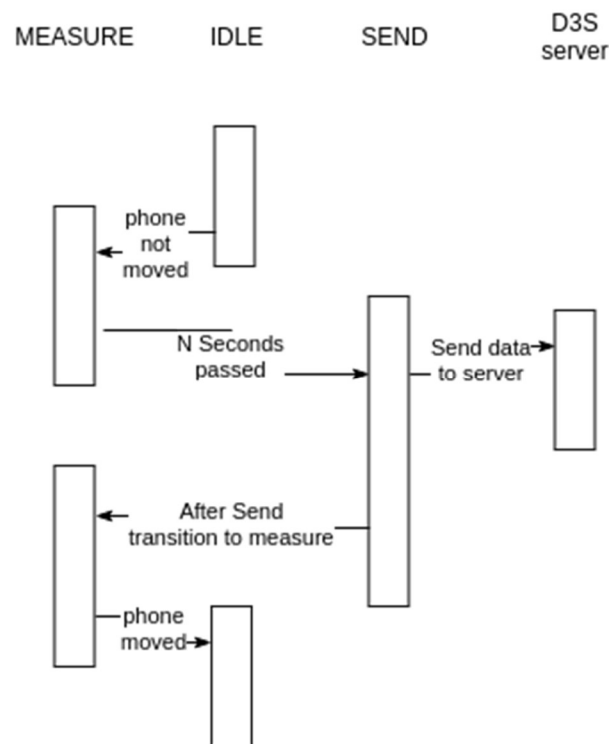 MEASURE
IDLE
SEND
D3S
server
phone
not
moved
N Seconds
passed
Send data
to server
After Send
transition to measure
phone
moved